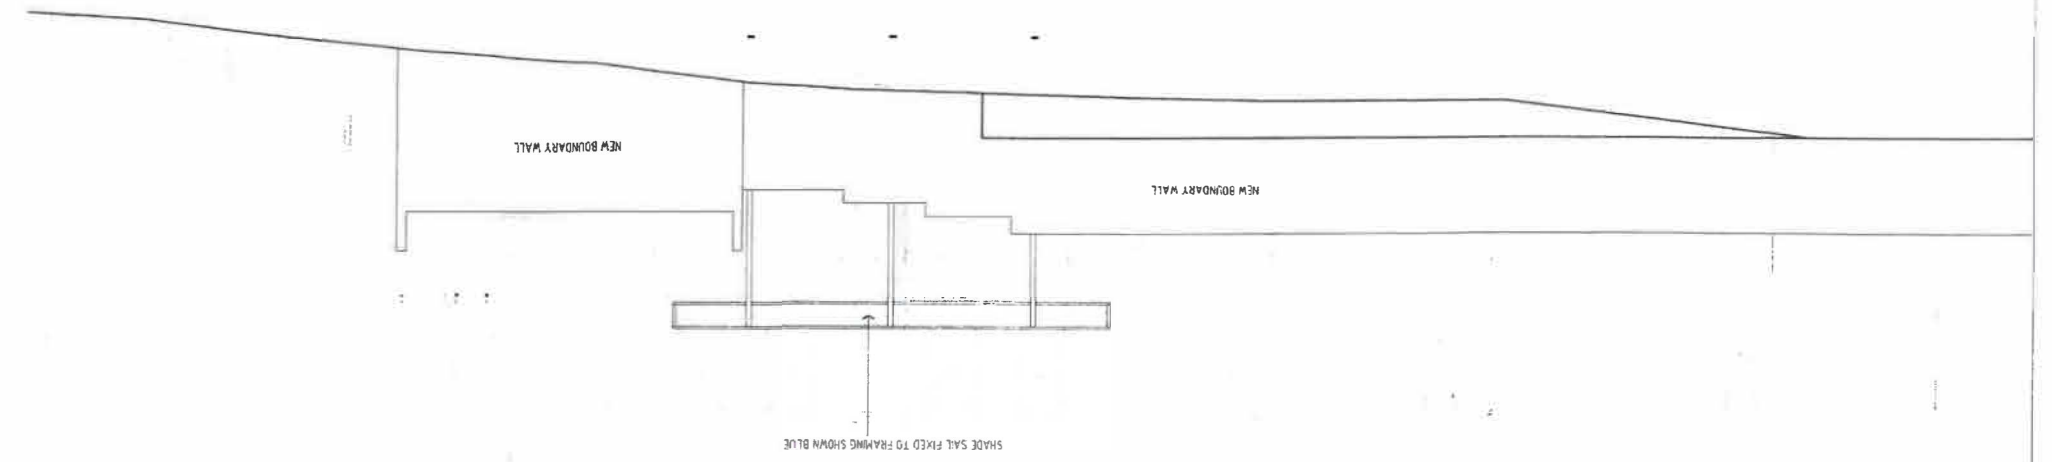 SHADE SAIL FIXED TO FRAMING SHOWN BLUE
NEW BOUNDARY WALL
NEW BOUNDARY WALL